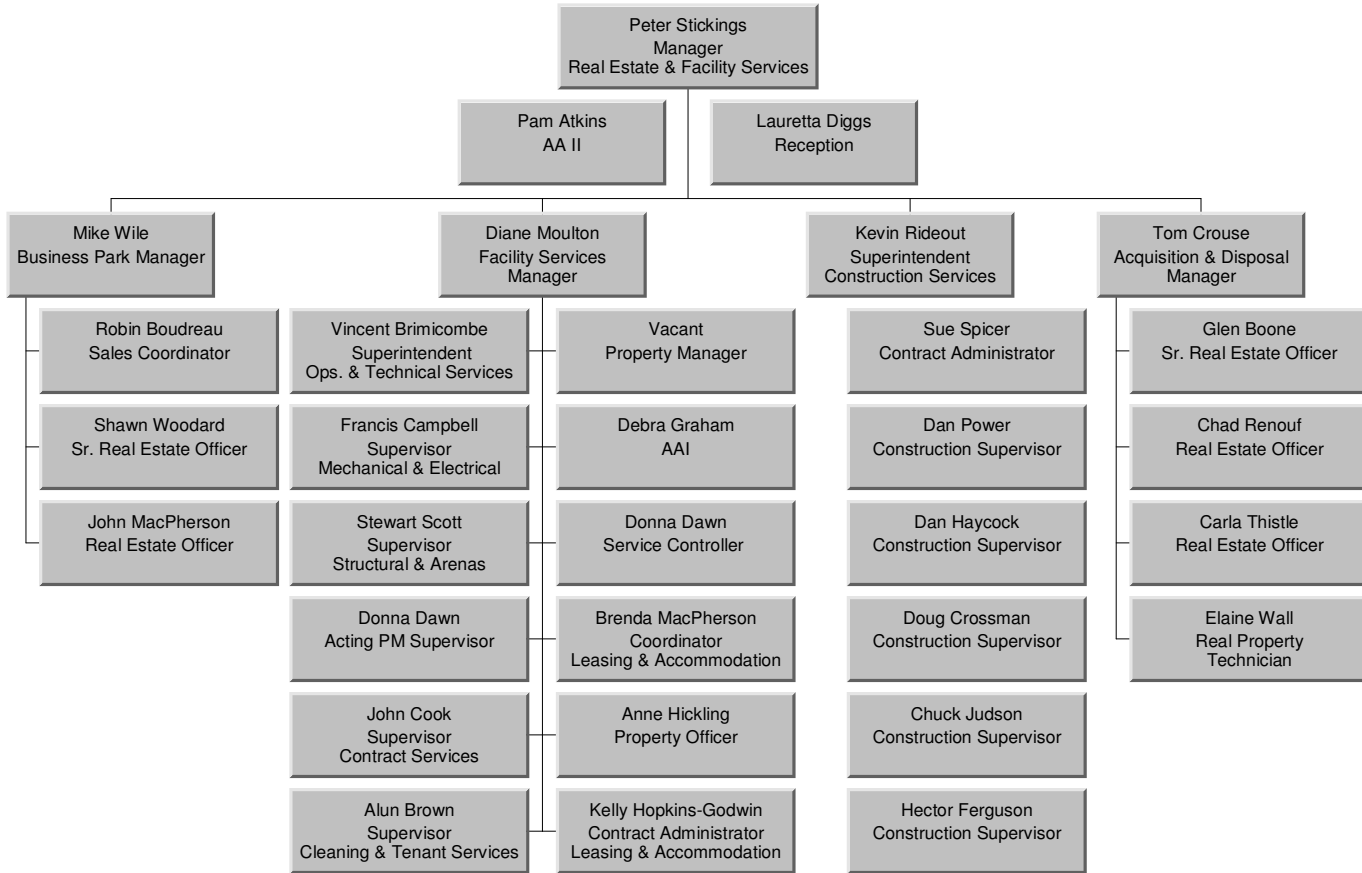 Peter Stickings
Manager
Real Estate & Facility Services
Pam Atkins
AA II
Lauretta Diggs
Reception
Mike Wile
Business Park Manager
Diane Moulton
Facility Services
Manager
Kevin Rideout
Superintendent
Construction Services
Tom Crouse
Acquisition & Disposal
Manager
Robin Boudreau
Sales Coordinator
Shawn Woodard
Sr. Real Estate Officer
John MacPherson
Real Estate Officer
Vincent Brimicombe
Superintendent
Ops. & Technical Services
Francis Campbell
Supervisor
Mechanical & Electrical
Stewart Scott
Supervisor
Structural & Arenas
Donna Dawn
Acting PM Supervisor
John Cook
Supervisor
Contract Services
Alun Brown
Supervisor
Cleaning & Tenant Services
Vacant
Property Manager
Debra Graham
AAI
Donna Dawn
Service Controller
Brenda MacPherson
Coordinator
Leasing & Accommodation
Anne Hickling
Property Officer
Kelly Hopkins-Godwin
Contract Administrator
Leasing & Accommodation
Sue Spicer
Contract Administrator
Dan Power
Construction Supervisor
Dan Haycock
Construction Supervisor
Doug Crossman
Construction Supervisor
Chuck Judson
Construction Supervisor
Hector Ferguson
Construction Supervisor
Glen Boone
Sr. Real Estate Officer
Chad Renouf
Real Estate Officer
Carla Thistle
Real Estate Officer
Elaine Wall
Real Property
Technician